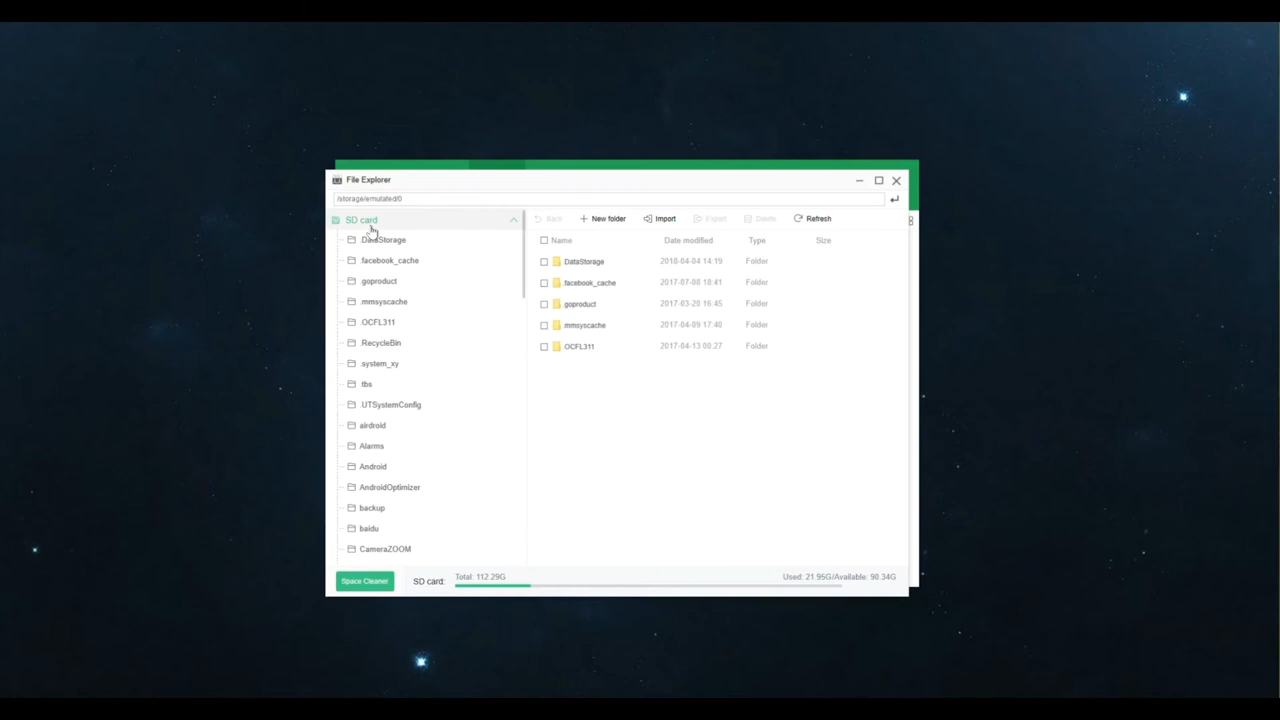 File Explorer
/storage/emulated/0
SD card
.DataStorage
.facebook_cache
.goproduct
.mmsyscache
.OCFL311
.RecycleBin
.system_xy
.tbs
.UTSystemConfig
airdroid
Alarms
Android
AndroidOptimizer
backup
baidu
CameraZOOM
Back New folder Import Export Delete Refresh
Name Date modified Type Size
DataStorage 2018-04-04 14:19 Folder
.facebook_cache 2017-07-08 18:41 Folder
.goproduct 2017-03-20 16:45 Folder
mmsyscache 2017-04-09 17:40 Folder
OCFL311 2017-04-13 00:27 Folder
Space Cleaner
SD card:
Total: 112.29G
Used: 21.95G/Available: 90.34G